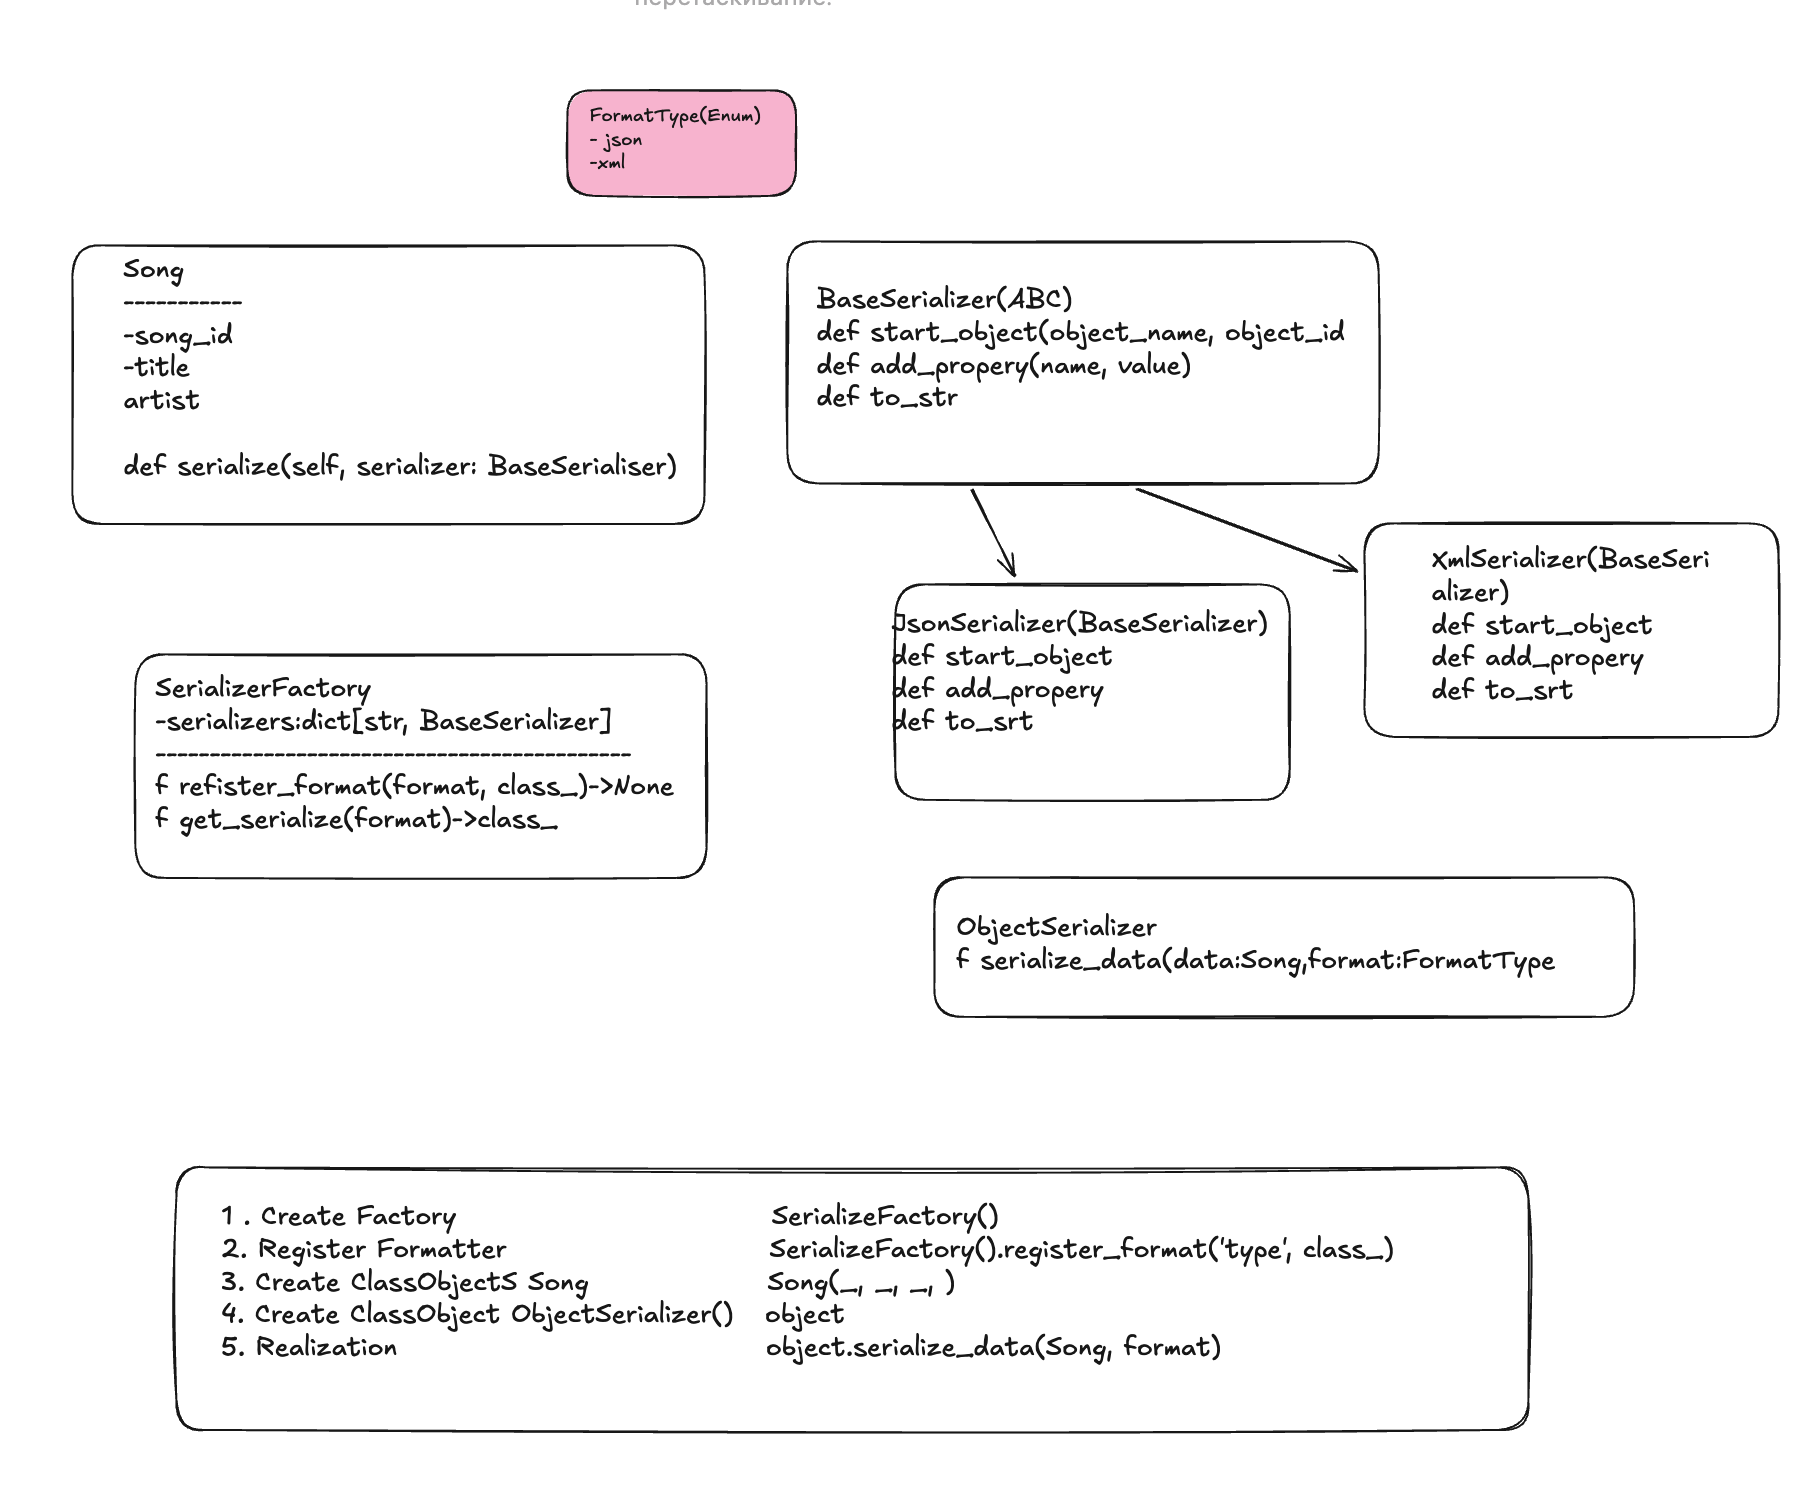 перетаскивание.
FormatType(Enum)
- json
-xml
Song
-----------
-song_id
-title
artist
def serialize(self, serializer: BaseSerialiser)
BaseSerializer(ABC)
def start_object(object_name, object_id
def add_propery(name, value)
def to_str
JsonSerializer(BaseSerializer)
def start_object
def add_propery
def to_srt
XmlSerializer(BaseSeri
alizer)
def start_object
def add_propery
def to_srt
SerializerFactory
-serializers:dict[str, BaseSerializer]
--------------------------------------------
f refister_format(format, class_)->None
f get_serialize(format)->class_
ObjectSerializer
f serialize_data(data:Song,format:FormatType
1 . Create Factory SerializeFactory()
2. Register Formatter SerializeFactory().register_format('type', class_)
3. Create ClassObjectS Song Song(_, _, _, )
4. Create ClassObject ObjectSerializer() object
5. Realization object.serialize_data(Song, format)